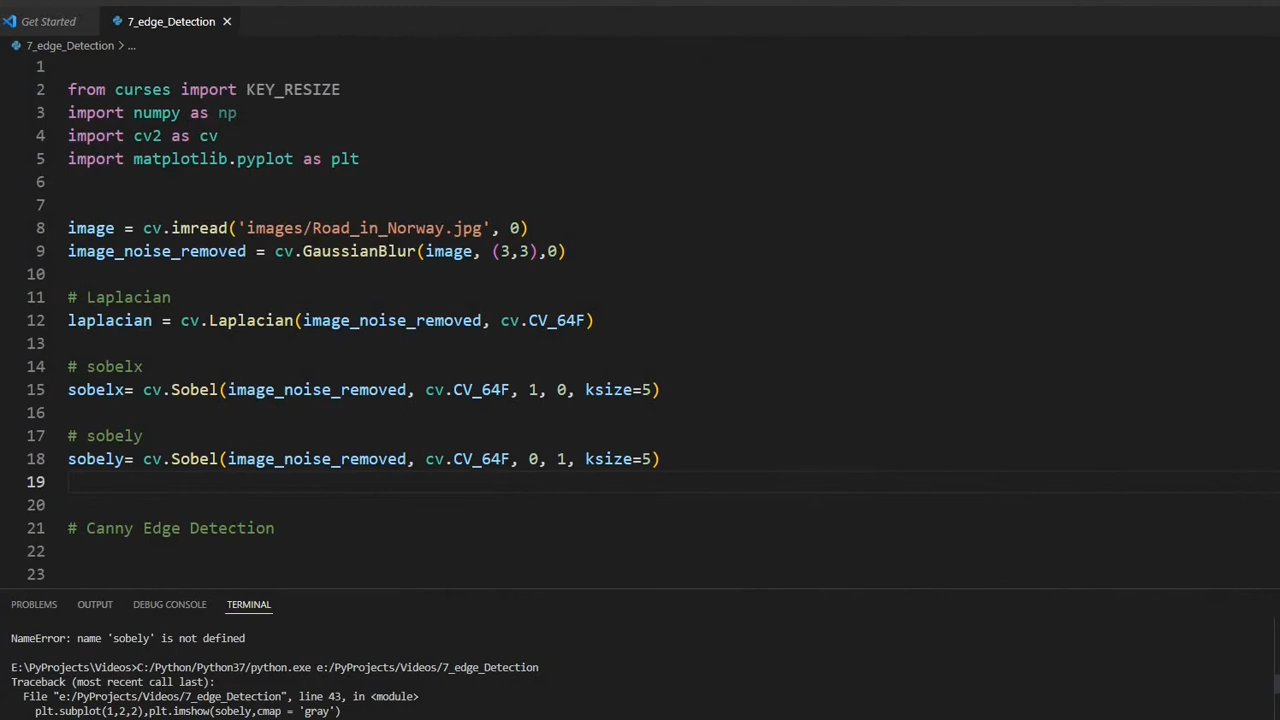 Get Started 7_edge_Detection ×
7_edge_Detection > ...
1
2 from curses import KEY_RESIZE
3 import numpy as np
4 import cv2 as cv
5 import matplotlib.pyplot as plt
6
7
8 image = cv.imread('images/Road_in_Norway.jpg', 0)
9 image_noise_removed = cv.GaussianBlur(image, (3,3),0)
10
11 # Laplacian
12 laplacian = cv.Laplacian(image_noise_removed, cv.CV_64F)
13
14 # sobelx
15 sobelx= cv.Sobel(image_noise_removed, cv.CV_64F, 1, 0, ksize=5)
16
17 # sobely
18 sobely= cv.Sobel(image_noise_removed, cv.CV_64F, 0, 1, ksize=5)
19
20
21 # Canny Edge Detection
22
23
PROBLEMS OUTPUT DEBUG CONSOLE TERMINAL
NameError: name 'sobely' is not defined
E:\PyProjects\Videos>C:/Python/Python37/python.exe e:/PyProjects/Videos/7_edge_Detection
Traceback (most recent call last):
File "e:/PyProjects/Videos/7_edge_Detection", line 43, in <module>
plt.subplot(1,2,2),plt.imshow(sobely,cmap = 'gray')